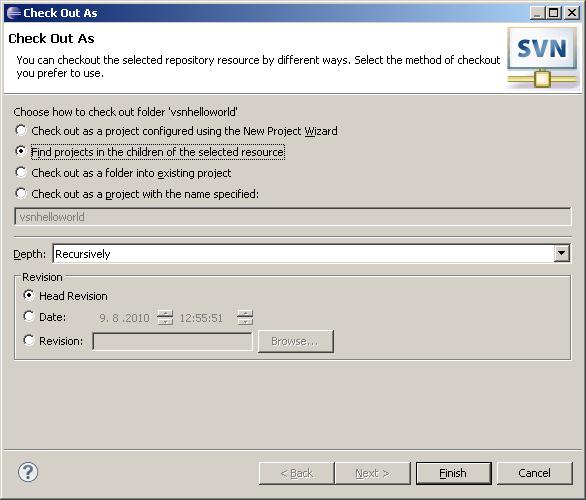 Check Out As
Check Out As
You can checkout the selected repository resource by different ways. Select the method of checkout
you prefer to use.
SVN
Choose how to check out folder 'vsnhelloworld'
Check out as a project configured using the New Project Wizard
Find projects in the children of the selected resource
Check out as a folder into existing project
Check out as a project with the name specified:
vsnhelloworld
Depth: Recursively
Revision
Head Revision
Date: 9. 8 .2010 12:55:51
Revision: Browse...
? < Back Next > Finish Cancel